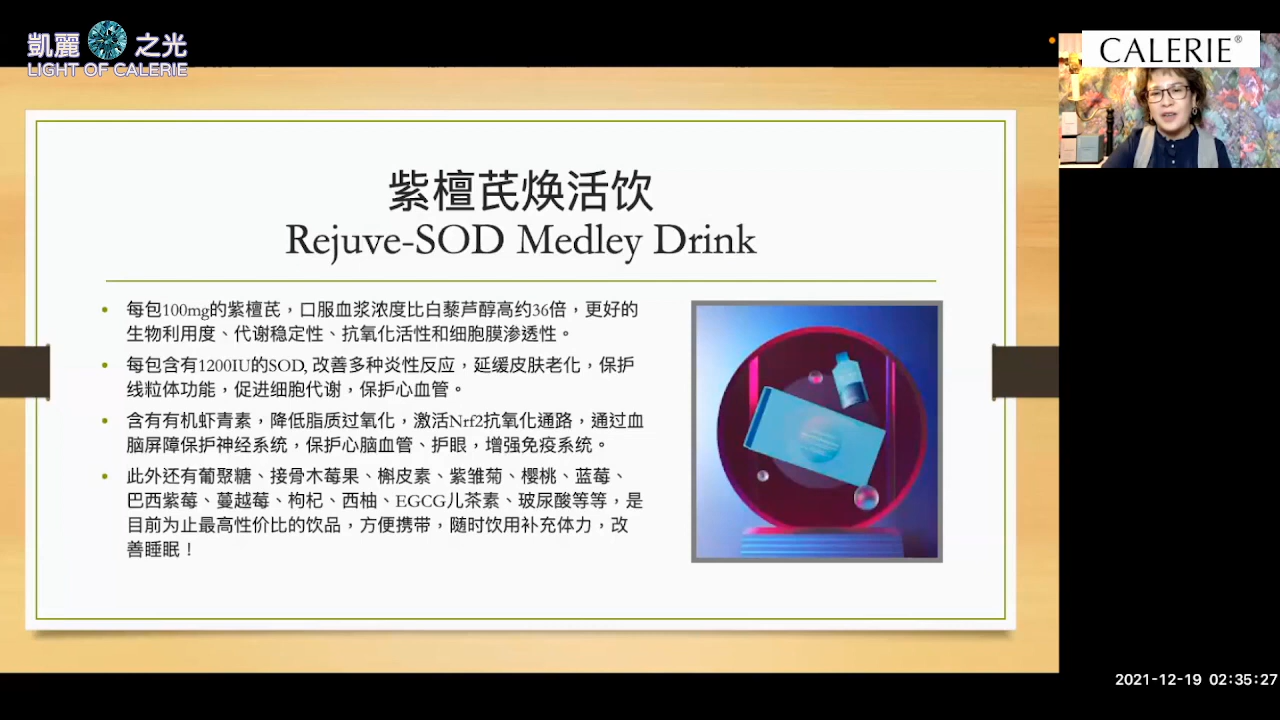 凱麗之光
LIGHT OF CALERIE
CALERIE®
紫檀芪焕活饮
Rejuve-SOD Medley Drink
• 每包100mg的紫檀芪，口服血浆浓度比白藜芦醇高约36倍，更好的
生物利用度、代谢稳定性、抗氧化活性和细胞膜渗透性。
• 每包含有1200IU的SOD, 改善多种炎性反应，延缓皮肤老化，保护
线粒体功能，促进细胞代谢，保护心血管。
• 含有有机虾青素，降低脂质过氧化，激活Nrf2抗氧化通路，通过血
脑屏障保护神经系统，保护心脑血管、护眼，增强免疫系统。
• 此外还有葡聚糖、接骨木莓果、槲皮素、紫雏菊、樱桃、蓝莓、
巴西紫莓、蔓越莓、枸杞、西柚、EGCG儿茶素、玻尿酸等等，是
目前为止最高性价比的饮品，方便携带，随时饮用补充体力，改
善睡眠！
2021-12-19 02:35:27